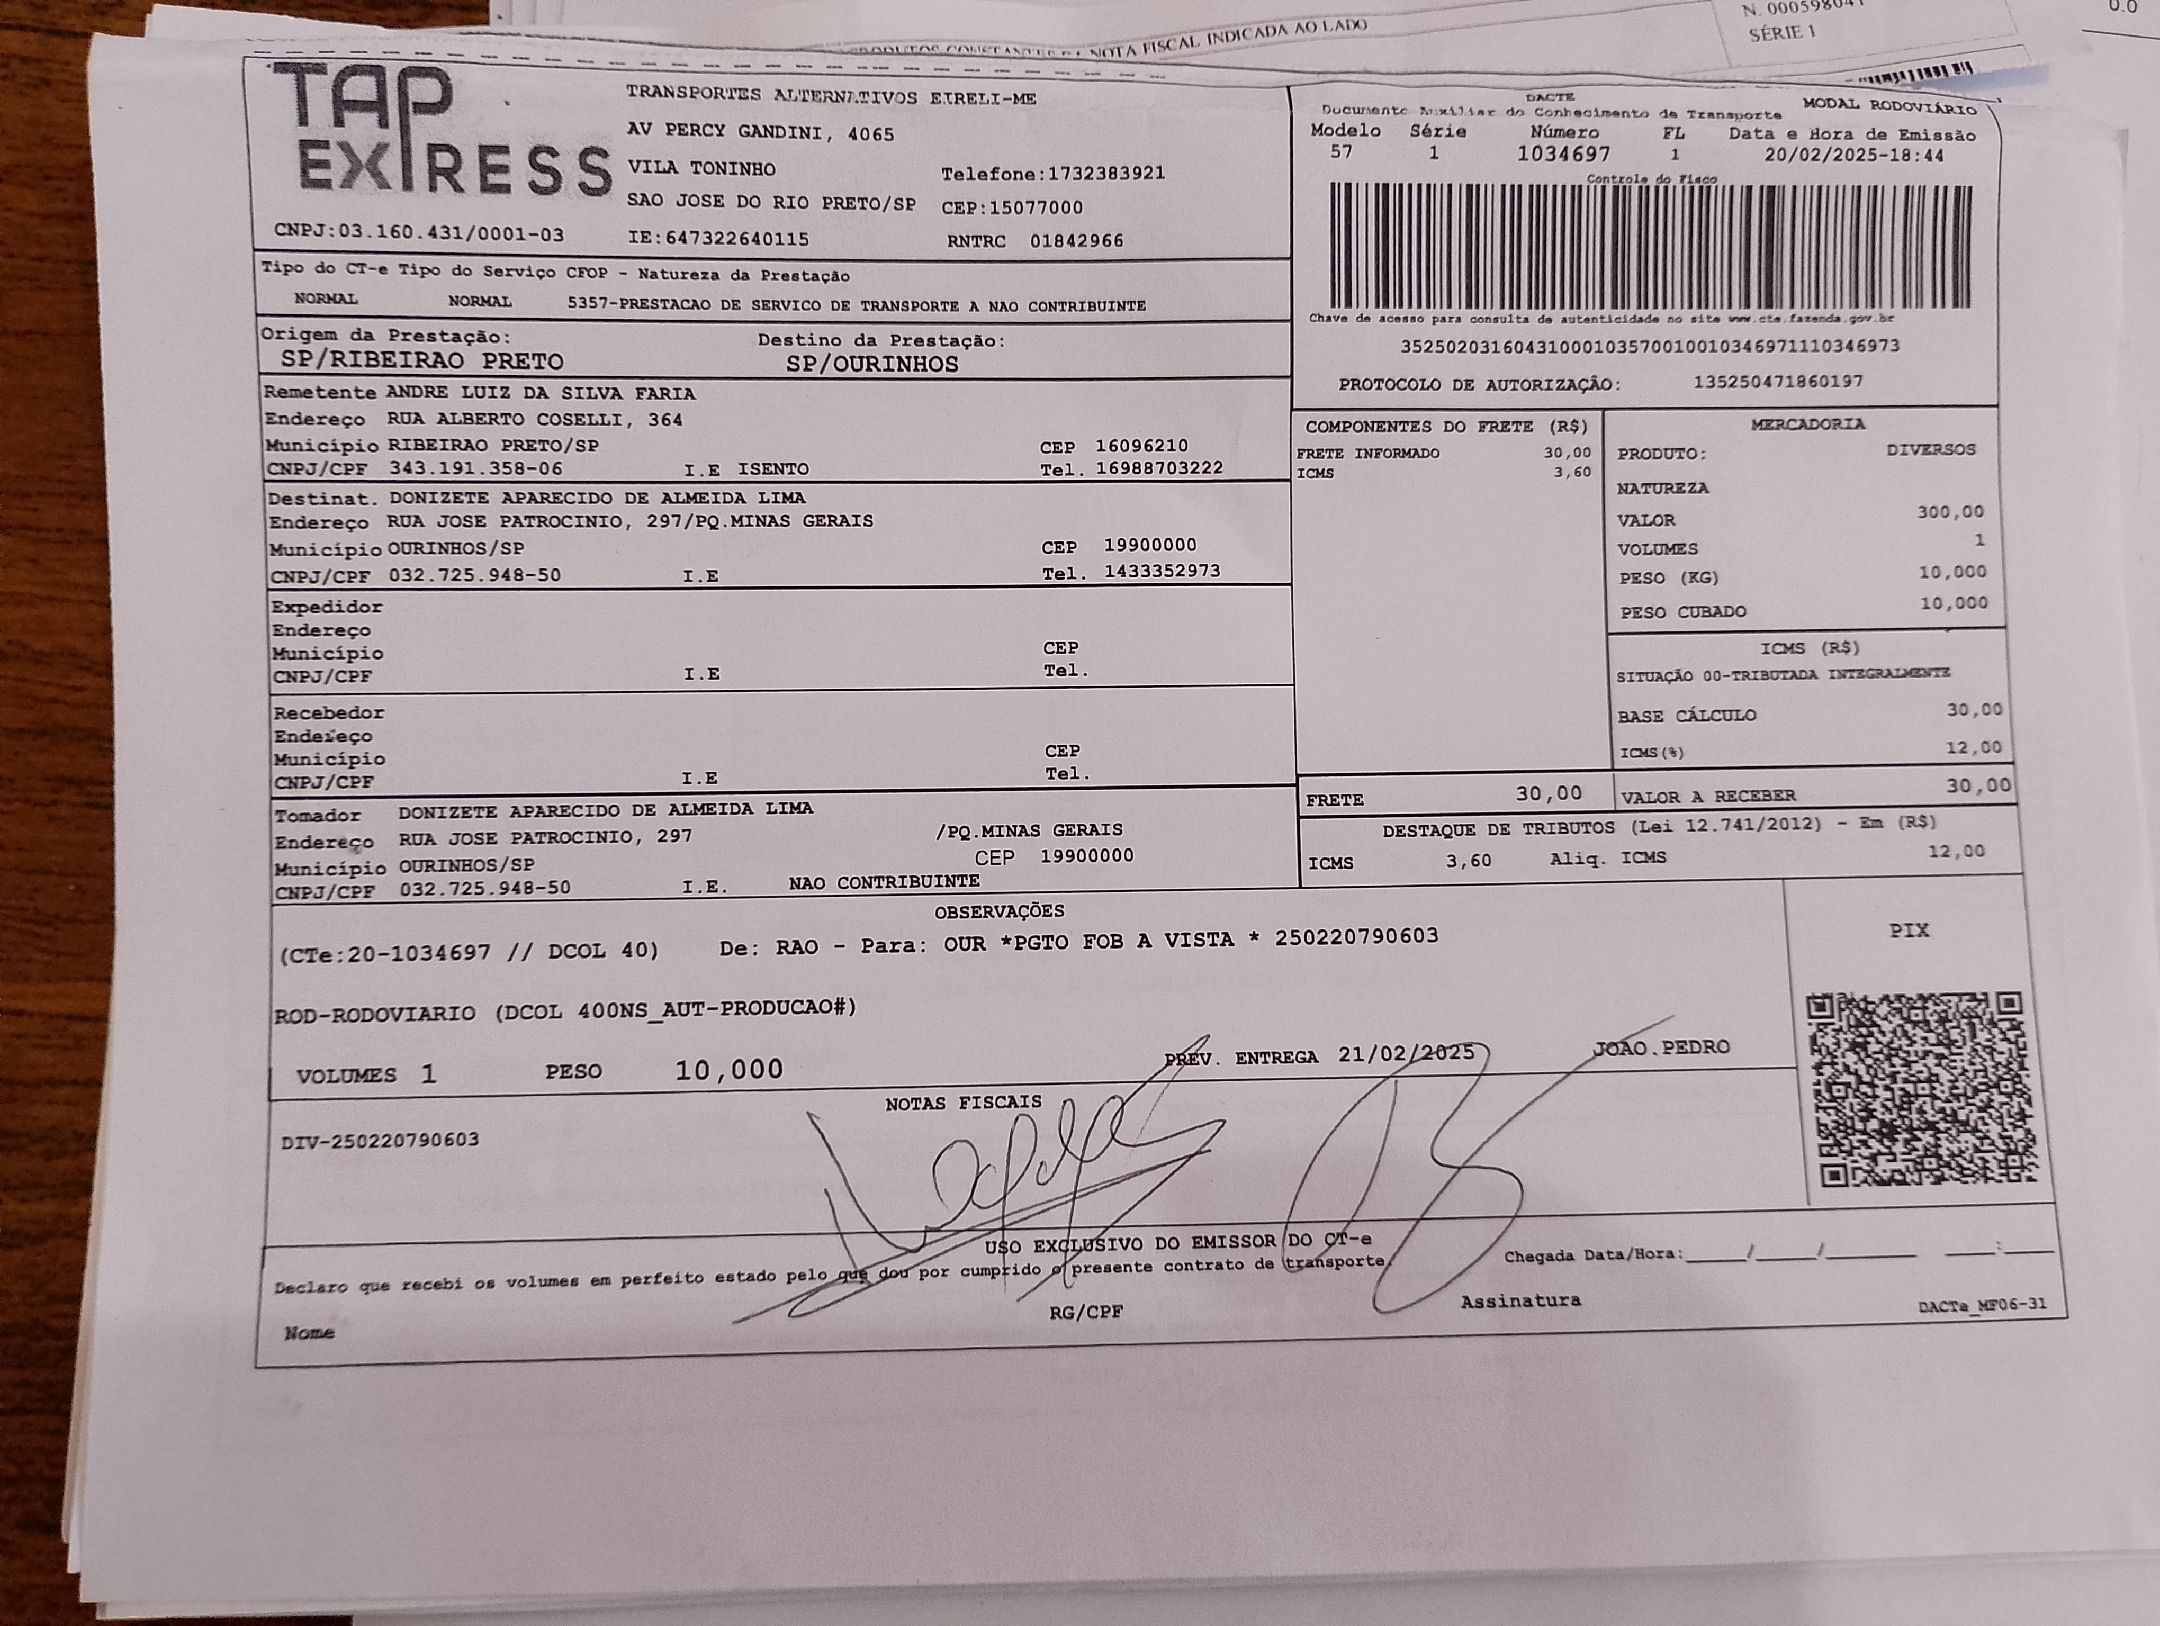 N. 000598041
SÉRIE 1
0.0
NOTA FISCAL INDICADA AO LADO
TAP
EXPRESS
CNPJ:03.160.431/0001-03
TRANSPORTES ALTERNATIVOS EIRELI-ME
AV PERCY GANDINI, 4065
VILA TONINHO Telefone:1732383921
SAO JOSE DO RIO PRETO/SP CEP:15077000
IE:647322640115 RNTRC 01842966
DACTE
Documento Auxiliar do Conhecimento de Transporte MODAL RODOVIÁRIO
Modelo Série Número FL Data e Hora de Emissão
57 1 1034697 1 20/02/2025-18:44
Controle do Fisco
Chave de acesso para consulta de autenticidade no site www.cte.fazenda.gov.br
35250203160431000103570010010346971110346973
PROTOCOLO DE AUTORIZAÇÃO: 135250471860197
Tipo do CT-e Tipo do Serviço CFOP - Natureza da Prestação
NORMAL NORMAL 5357-PRESTACAO DE SERVICO DE TRANSPORTE A NAO CONTRIBUINTE
Origem da Prestação: Destino da Prestação:
SP/RIBEIRAO PRETO SP/OURINHOS
Remetente ANDRE LUIZ DA SILVA FARIA
Endereço RUA ALBERTO COSELLI, 364
Município RIBEIRAO PRETO/SP CEP 16096210
CNPJ/CPF 343.191.358-06 I.E ISENTO Tel. 16988703222
Destinat. DONIZETE APARECIDO DE ALMEIDA LIMA
Endereço RUA JOSE PATROCINIO, 297/PQ.MINAS GERAIS
Município OURINHOS/SP CEP 19900000
CNPJ/CPF 032.725.948-50 I.E Tel. 1433352973
Expedidor
Endereço
Município CEP
CNPJ/CPF I.E Tel.
Recebedor
Endereço
Município CEP
CNPJ/CPF I.E Tel.
Tomador DONIZETE APARECIDO DE ALMEIDA LIMA
Endereço RUA JOSE PATROCINIO, 297 /PQ.MINAS GERAIS
Município OURINHOS/SP CEP 19900000
CNPJ/CPF 032.725.948-50 I.E. NAO CONTRIBUINTE
COMPONENTES DO FRETE (R$)
FRETE INFORMADO 30,00
ICMS 3,60
MERCADORIA
PRODUTO: DIVERSOS
NATUREZA
VALOR 300,00
VOLUMES 1
PESO (KG) 10,000
PESO CUBADO 10,000
ICMS (R$)
SITUAÇÃO 00-TRIBUTADA INTEGRALMENTE
BASE CÁLCULO 30,00
ICMS(%) 12,00
FRETE 30,00 VALOR A RECEBER 30,00
DESTAQUE DE TRIBUTOS (Lei 12.741/2012) - Em (R$)
ICMS 3,60 Aliq. ICMS 12,00
OBSERVAÇÕES
(CTe:20-1034697 // DCOL 40) De: RAO - Para: OUR *PGTO FOB A VISTA * 250220790603
ROD-RODOVIARIO (DCOL 400NS_AUT-PRODUCAO#)
VOLUMES 1 PESO 10,000 PREV. ENTREGA 21/02/2025 JOAO.PEDRO
PIX
NOTAS FISCAIS
DIV-250220790603
USO EXCLUSIVO DO EMISSOR DO CT-e
Declaro que recebi os volumes em perfeito estado pelo que dou por cumprido o presente contrato de transporte. Chegada Data/Hora:____/____/______ ___:___
Nome RG/CPF Assinatura DACTe_MF06-31